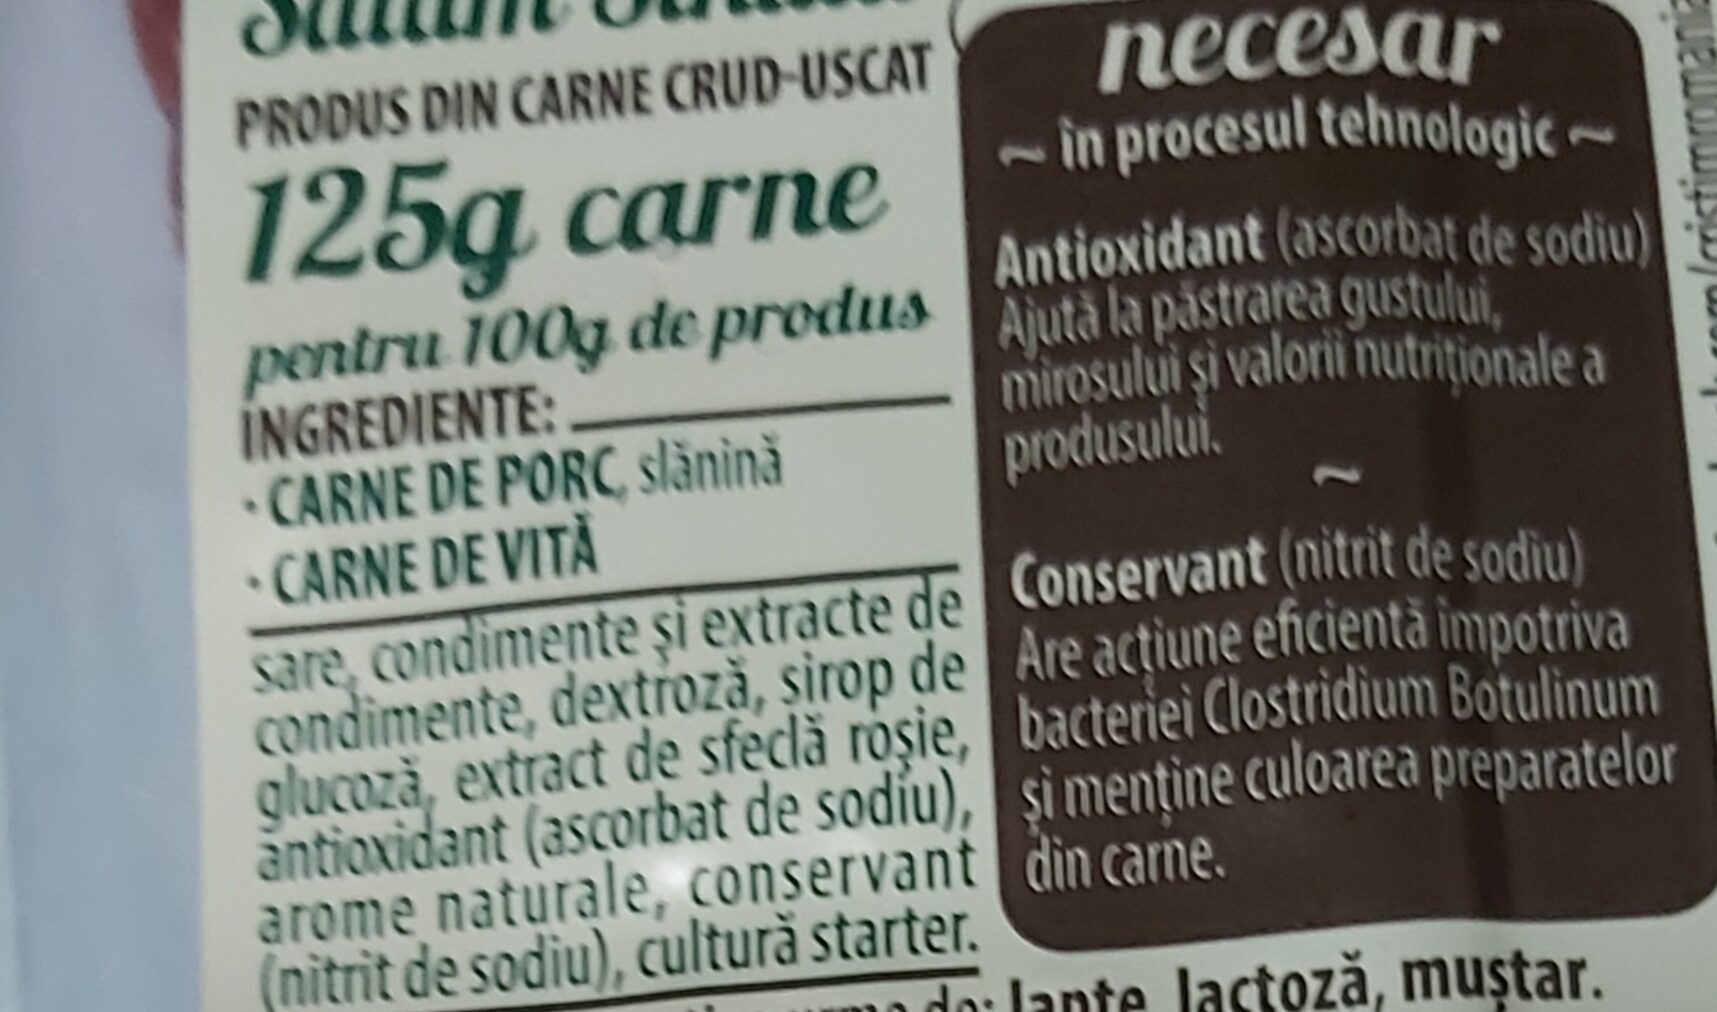 Salam
PRODUS DIN CARNE CRUD-USCAT
125g carne
pentru 100g de produs
INGREDIENTE:
• CARNE DE PORC, slănină
• CARNE DE VITĂ
sare, condimente și extracte de
condimente, dextroză, sirop de
glucoză, extract de sfeclă roșie,
antioxidant (ascorbat de sodiu),
arome naturale, conservant
(nitrit de sodiu), cultură starter.
necesar
~ în procesul tehnologic ~
Antioxidant (ascorbat de sodiu)
Ajută la păstrarea gustului,
mirosului și valorii nutriționale a
produsului.
~
Conservant (nitrit de sodiu)
Are acțiune eficientă împotriva
bacteriei Clostridium Botulinum
și menține culoarea preparatelor
din carne.
de: lapte, lactoză, muștar.